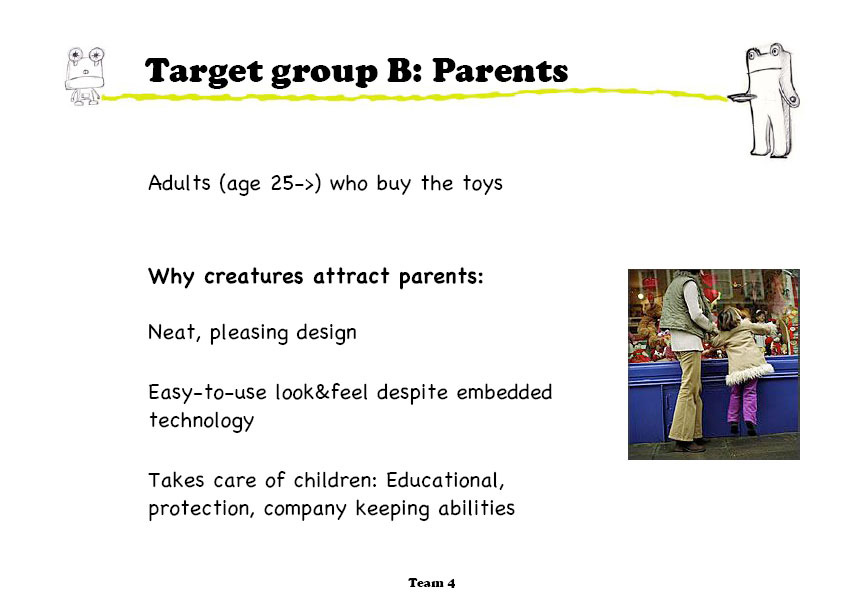 Target group B: Parents
Adults (age 25->) who buy the toys
Why creatures attract parents:
Neat, pleasing design
Easy-to-use look&feel despite embedded
technology
Takes care of children: Educational,
protection, company keeping abilities
Team 4